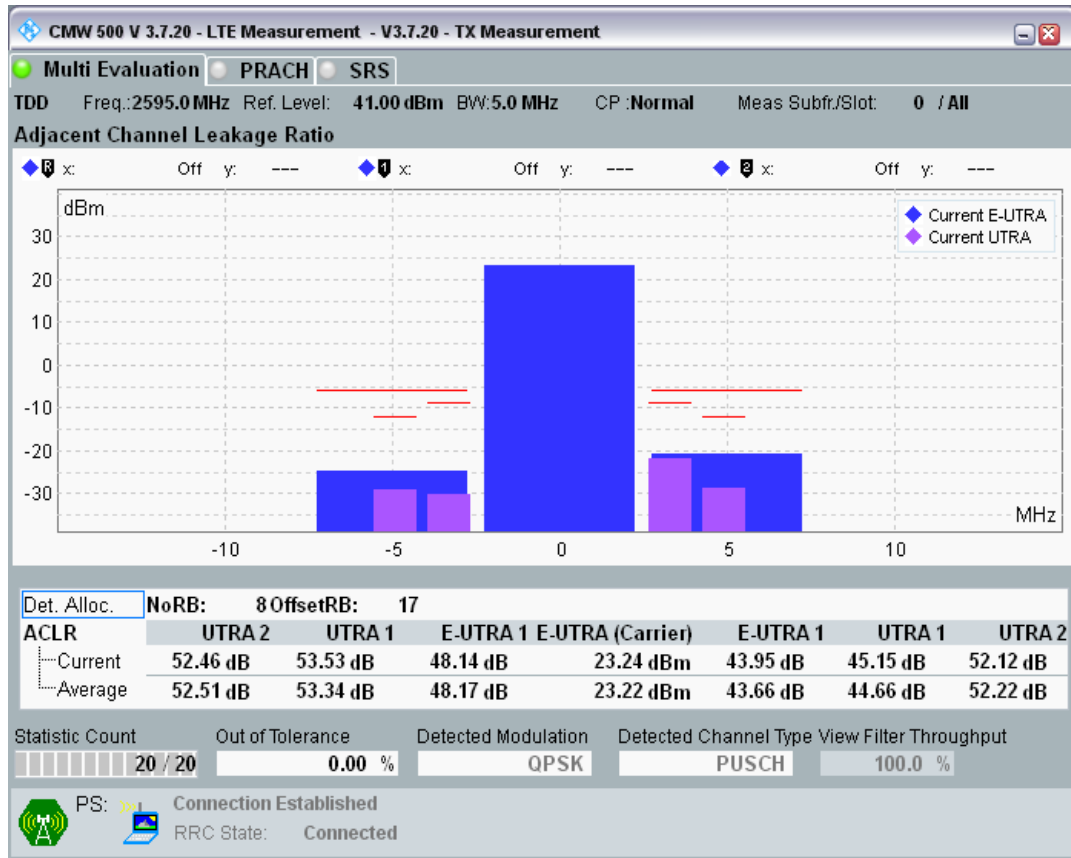 CMW 500 V 3.7.20 - LTE Measurement - V3.7.20 - TX Measurement
Multi Evaluation PRACH SRS
TDD Freq.:2595.0 MHz Ref. Level: 41.00 dBm BW:5.0 MHz CP :Normal Meas Subfr./Slot: 0 / All
Adjacent Channel Leakage Ratio
R x: Off y: --- 1 x: Off y: --- 2 x: Off y: ---
dBm
Current E-UTRA
Current UTRA
30
20
10
0
-10
-20
-30
MHz
-10 -5 0 5 10
Det. Alloc. NoRB: 8 OffsetRB: 17
ACLR UTRA 2 UTRA 1 E-UTRA 1 E-UTRA (Carrier) E-UTRA 1 UTRA 1 UTRA 2
Current 52.46 dB 53.53 dB 48.14 dB 23.24 dBm 43.95 dB 45.15 dB 52.12 dB
Average 52.51 dB 53.34 dB 48.17 dB 23.22 dBm 43.66 dB 44.66 dB 52.22 dB
Statistic Count Out of Tolerance Detected Modulation Detected Channel Type View Filter Throughput
20 / 20 0.00 % QPSK PUSCH 100.0 %
PS: Connection Established
RRC State: Connected